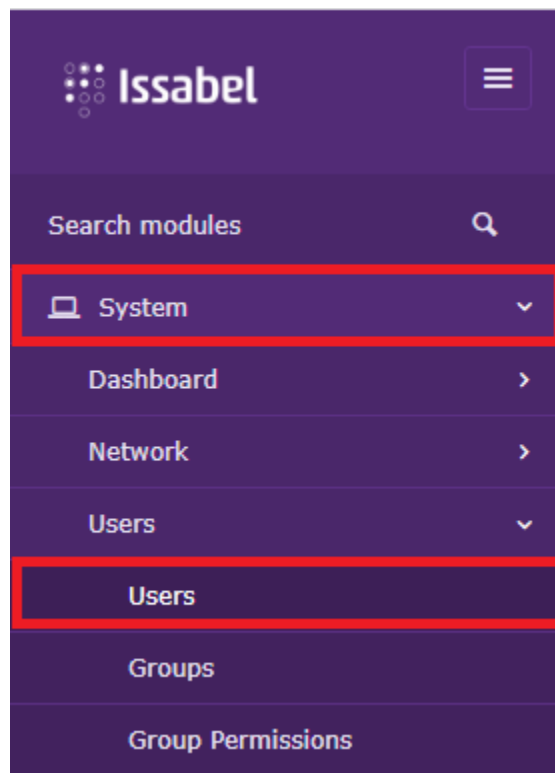 Issabel
Search modules
System
Dashboard
Network
Users
Users
Groups
Group Permissions